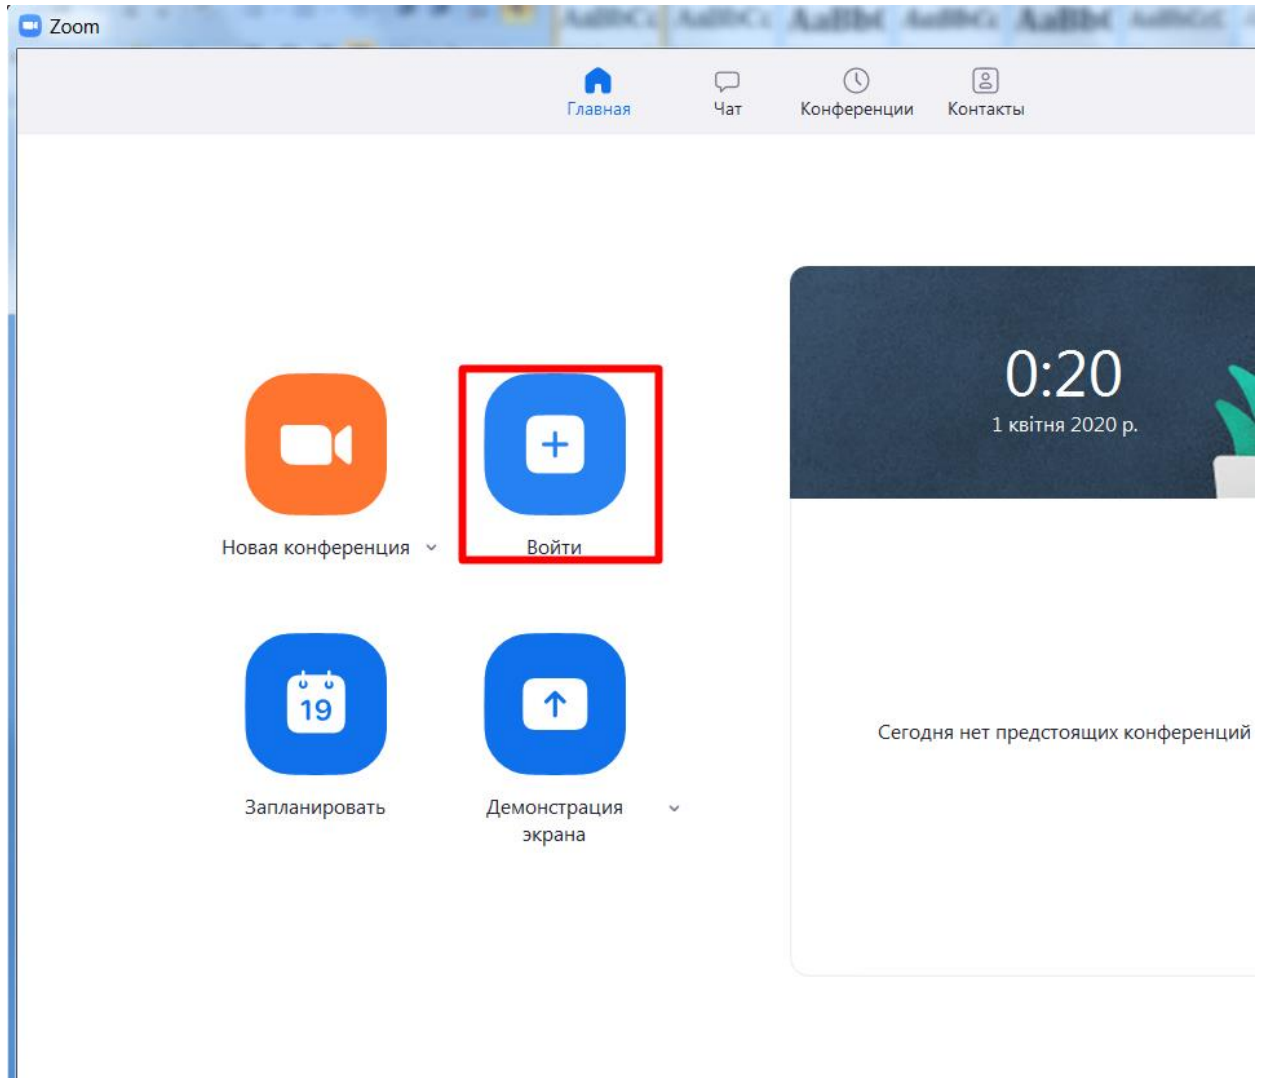 Zoom
Главная
Чат
Конференции
Контакты
0:20
1 квітня 2020 р.
Новая конференция
Войти
19
Запланировать
Демонстрация
экрана
Сегодня нет предстоящих конференций